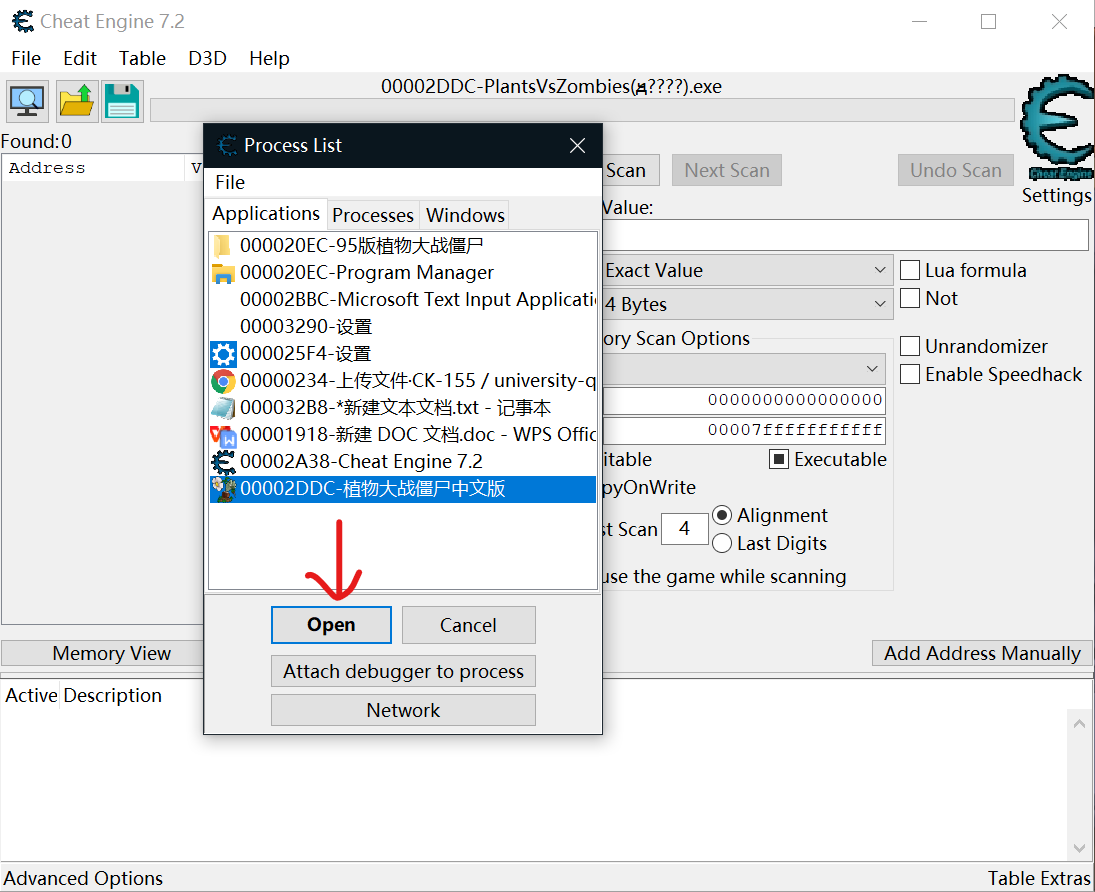 Cheat Engine 7.2
File Edit Table D3D Help
00002DDC-PlantsVsZombies(д????).exe
Found:0
Address V
Process List
File
Applications Processes Windows
000020EC-95版植物大战僵尸
000020EC-Program Manager
00002BBC-Microsoft Text Input Applicati
00003290-设置
000025F4-设置
00000234-上传文件·CK-155 / university-q
000032B8-*新建文本文档.txt - 记事本
00001918-新建 DOC 文档.doc - WPS Offic
00002A38-Cheat Engine 7.2
00002DDC-植物大战僵尸中文版
Open Cancel
Attach debugger to process
Network
Scan Next Scan Undo Scan
Cheat Engine
Settings
Value:
Exact Value
Lua formula
4 Bytes
Not
ory Scan Options
Unrandomizer
Enable Speedhack
0000000000000000
00007fffffffffff
itable Executable
pyOnWrite
st Scan 4 Alignment
Last Digits
use the game while scanning
Memory View Add Address Manually
Active Description
Advanced Options Table Extras